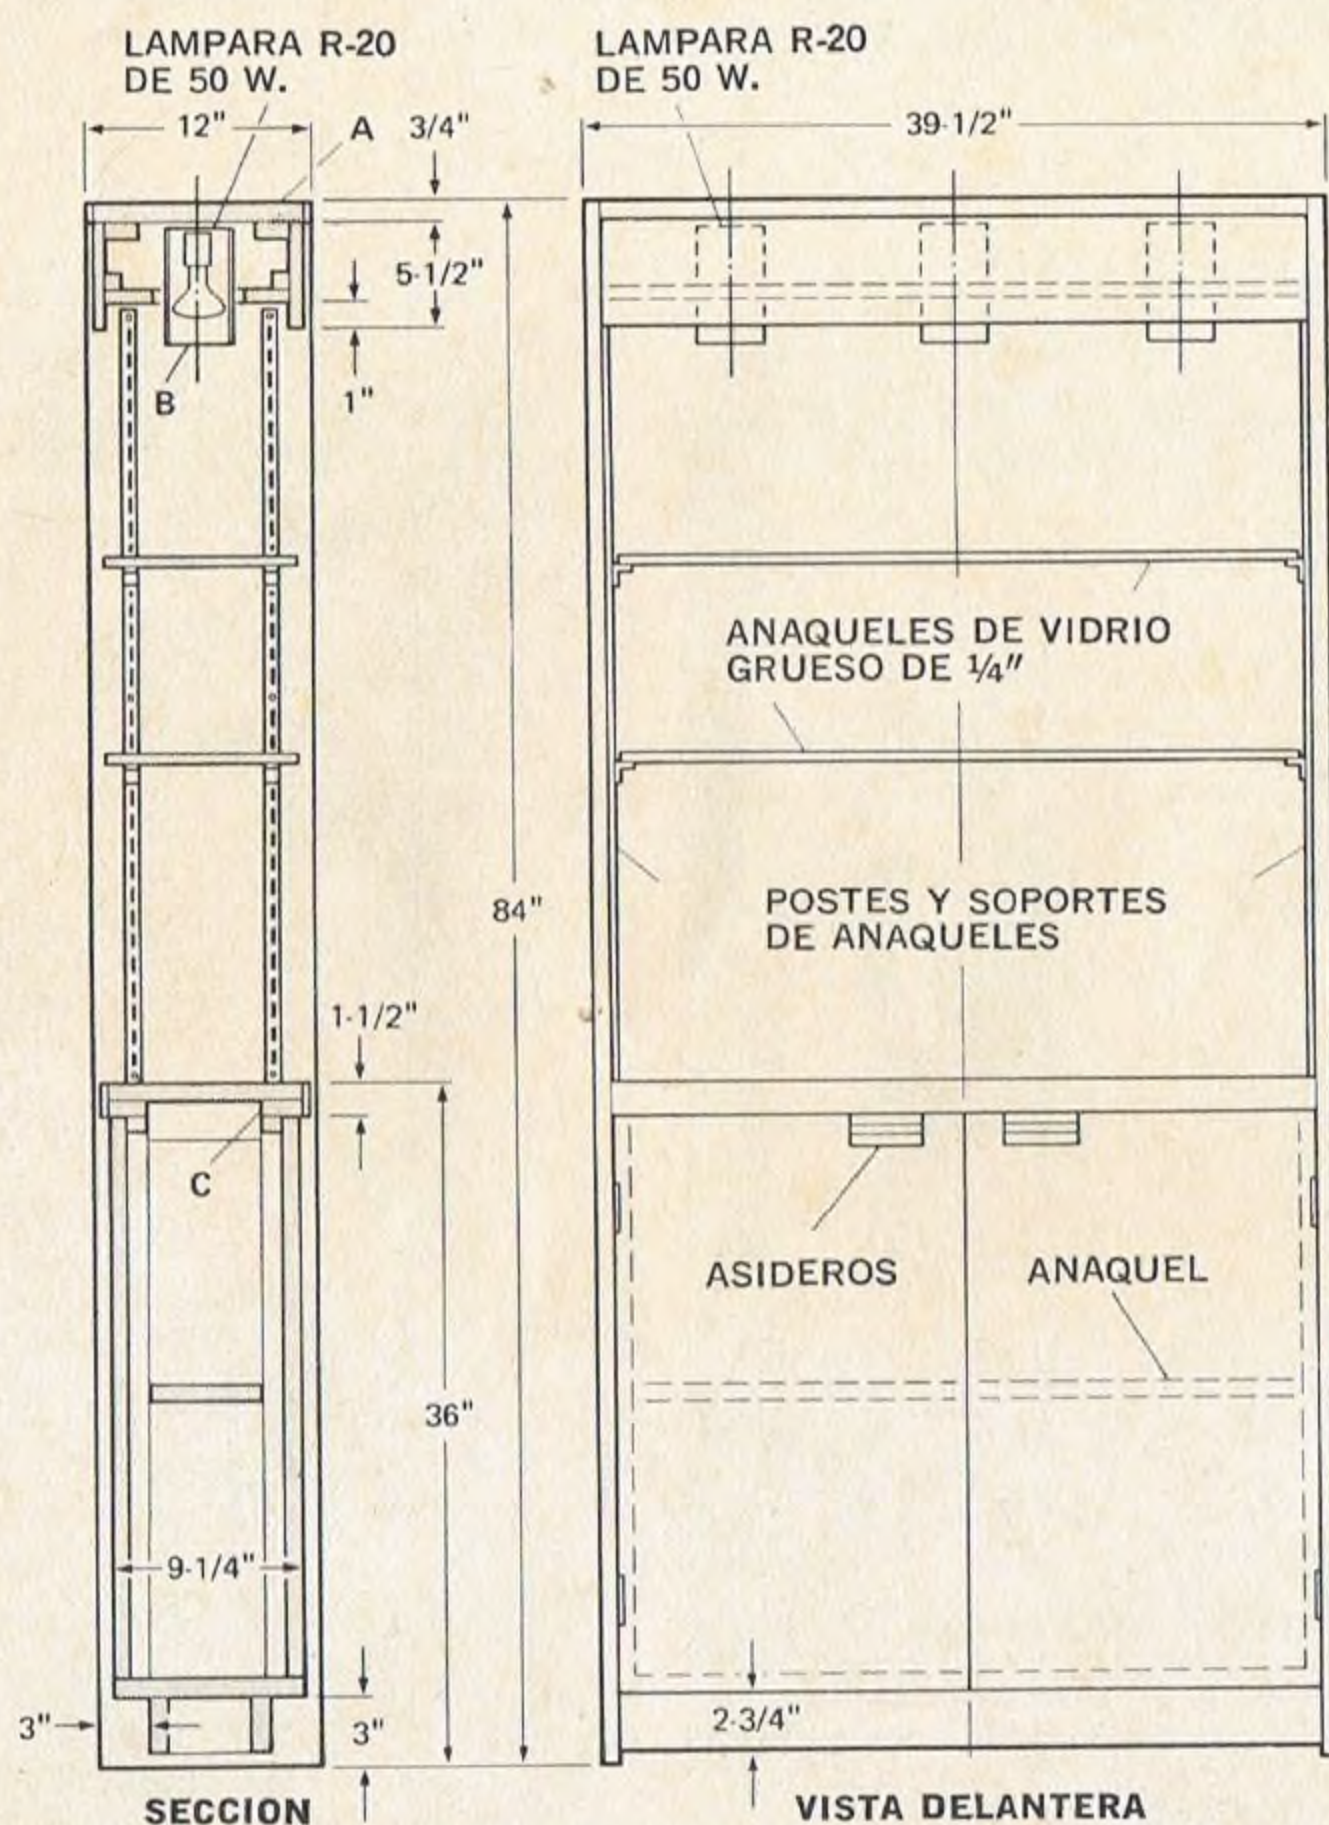 LAMPARA R-20
DE 50 W.
LAMPARA R-20
DE 50 W.
12"
A
3/4"
39-1/2"
5-1/2"
B
1"
ANAQUELES DE VIDRIO
GRUESO DE ¼"
84"
POSTES Y SOPORTES
DE ANAQUELES
1-1/2"
C
ASIDEROS
ANAQUEL
36"
9-1/4"
3"
3"
2-3/4"
SECCION
VISTA DELANTERA